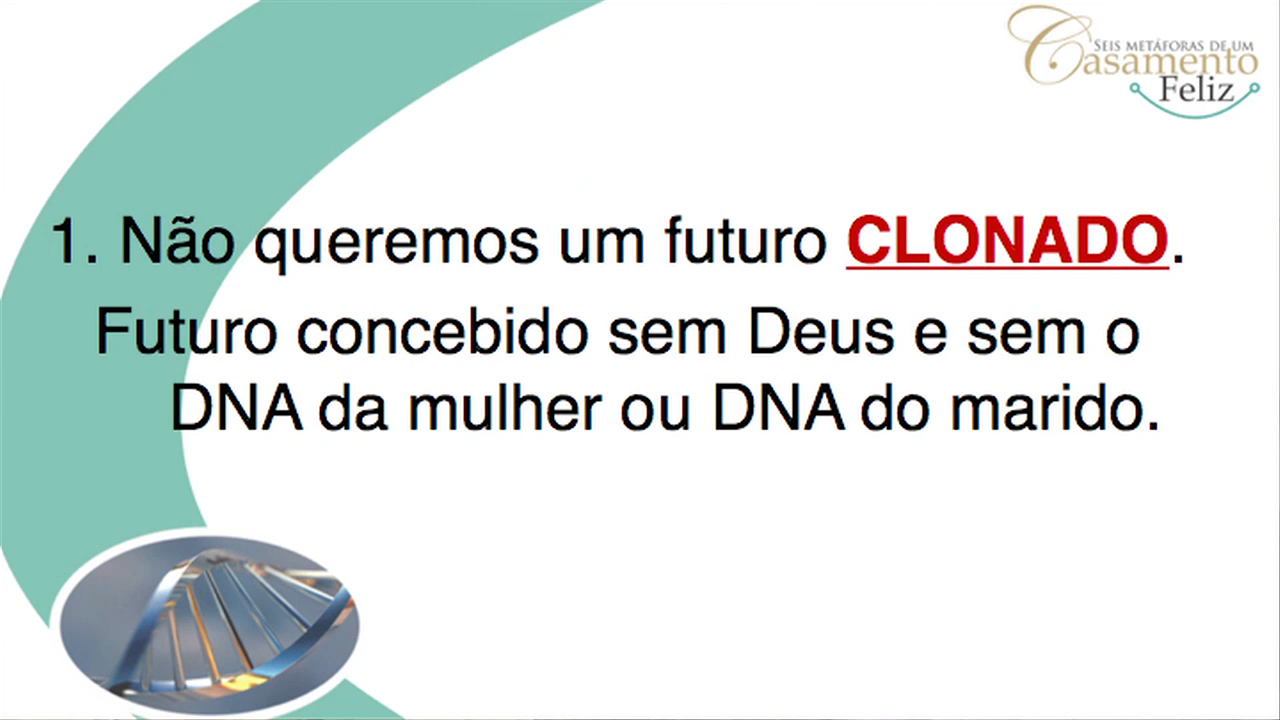 SEIS METÁFORAS DE UM
Casamento
Feliz
1. Não queremos um futuro CLONADO.
Futuro concebido sem Deus e sem o
DNA da mulher ou DNA do marido.